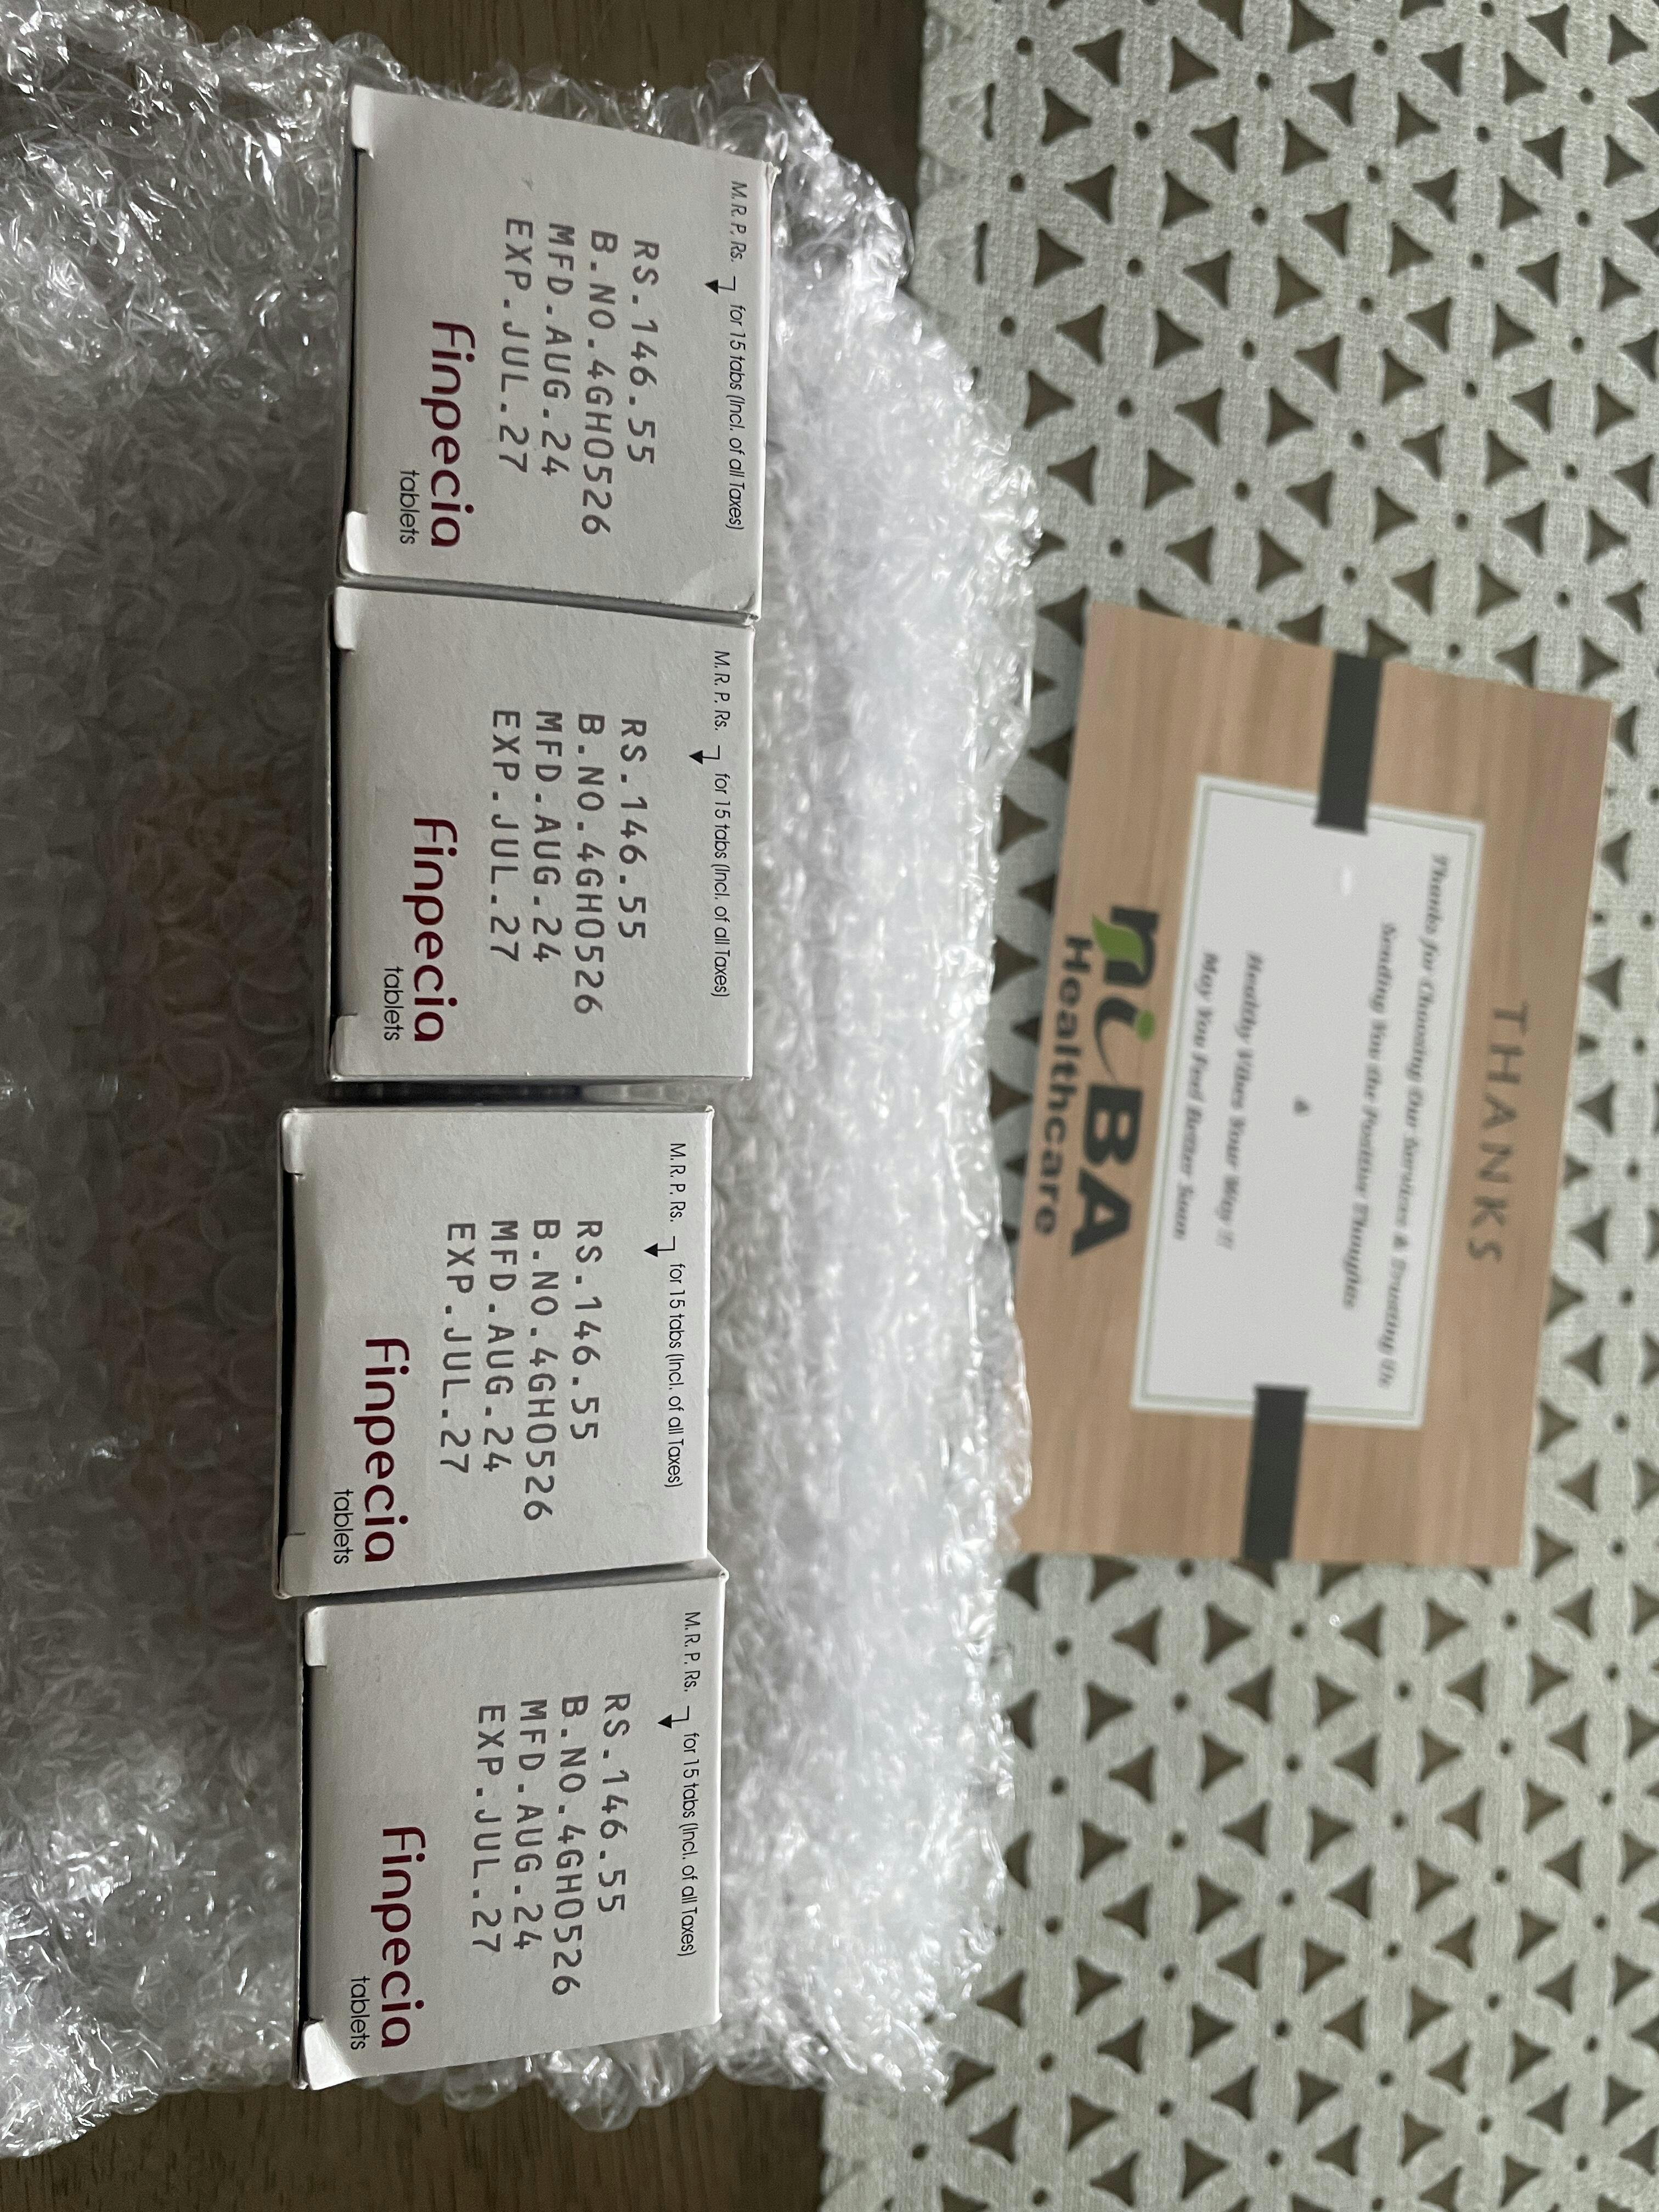 M.R.P. Rs. for 15 tabs (Incl. of all Taxes)
RS.146.55
B.NO.4GH0526
MFD.AUG.24
EXP.JUL.27
Finpecia
tablets
M.R.P. Rs. for 15 tabs (Incl. of all Taxes)
RS.146.55
B.NO.4GH0526
MFD.AUG.24
EXP.JUL.27
Finpecia
tablets
M.R.P. Rs. for 15 tabs (Incl. of all Taxes)
RS.146.55
B.NO.4GH0526
MFD.AUG.24
EXP.JUL.27
Finpecia
tablets
M.R.P. Rs. for 15 tabs (Incl. of all Taxes)
RS.146.55
B.NO.4GH0526
MFD.AUG.24
EXP.JUL.27
Finpecia
tablets
THANKS
Thanks for Choosing Our Services & Trusting Us
Sending You the Positive Thoughts
&
Healthy Vibes Your Way !!
May You Feel Better Soon
niBA
Healthcare